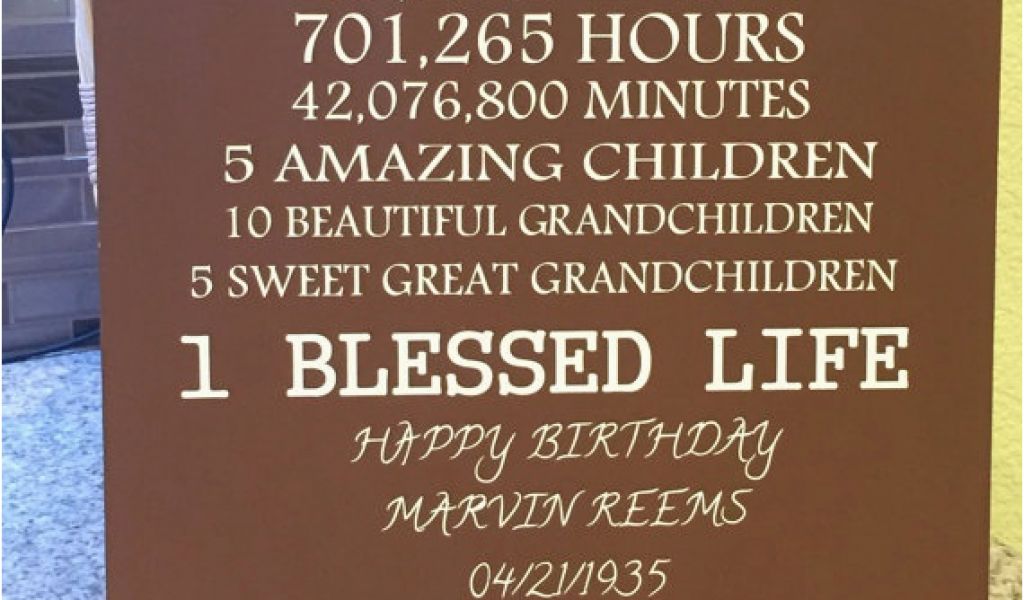 701,265 HOURS
42,076,800 MINUTES
5 AMAZING CHILDREN
10 BEAUTIFUL GRANDCHILDREN
5 SWEET GREAT GRANDCHILDREN
1 BLESSED LIFE
HAPPY BIRTHDAY
MARVIN REEMS
04/21/1935